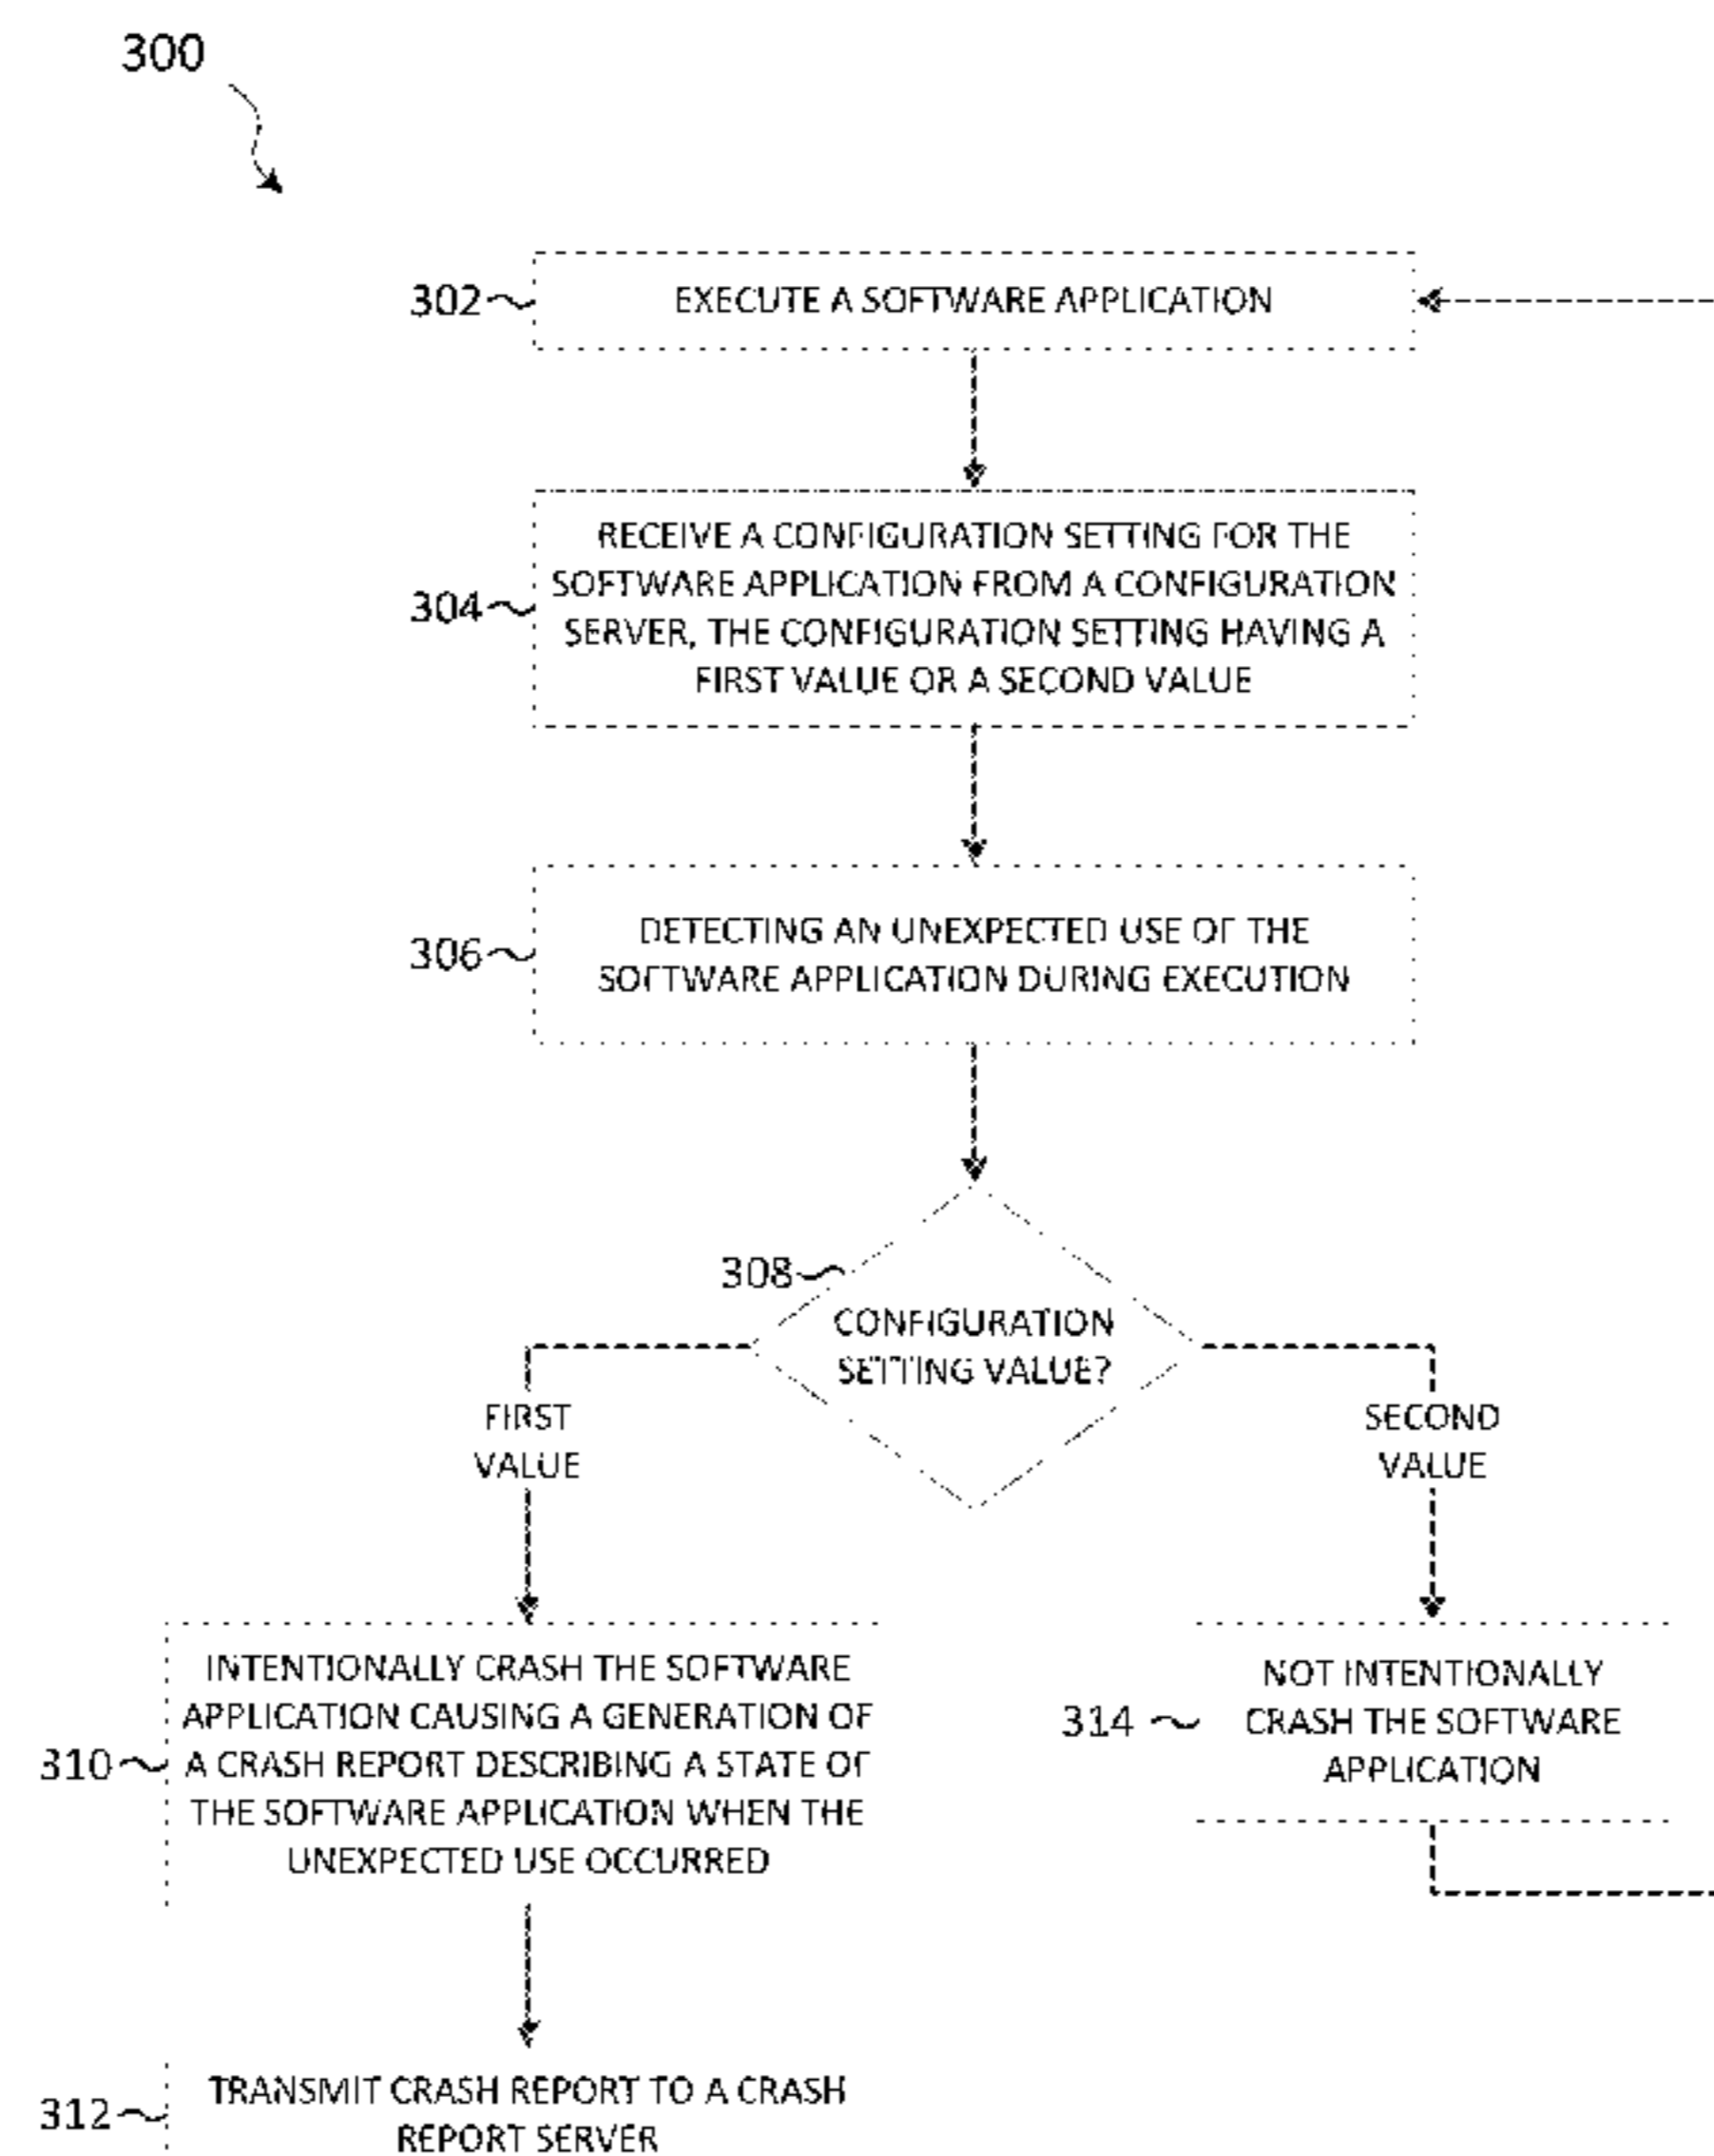 300
302
EXECUTE A SOFTWARE APPLICATION
304
RECEIVE A CONFIGURATION SETTING FOR THE
SOFTWARE APPLICATION FROM A CONFIGURATION
SERVER, THE CONFIGURATION SETTING HAVING A
FIRST VALUE OR A SECOND VALUE
306
DETECTING AN UNEXPECTED USE OF THE
SOFTWARE APPLICATION DURING EXECUTION
308
CONFIGURATION
SETTING VALUE?
FIRST
VALUE
SECOND
VALUE
310
INTENTIONALLY CRASH THE SOFTWARE
APPLICATION CAUSING A GENERATION OF
A CRASH REPORT DESCRIBING A STATE OF
THE SOFTWARE APPLICATION WHEN THE
UNEXPECTED USE OCCURRED
314
NOT INTENTIONALLY
CRASH THE SOFTWARE
APPLICATION
312
TRANSMIT CRASH REPORT TO A CRASH
REPORT SERVER